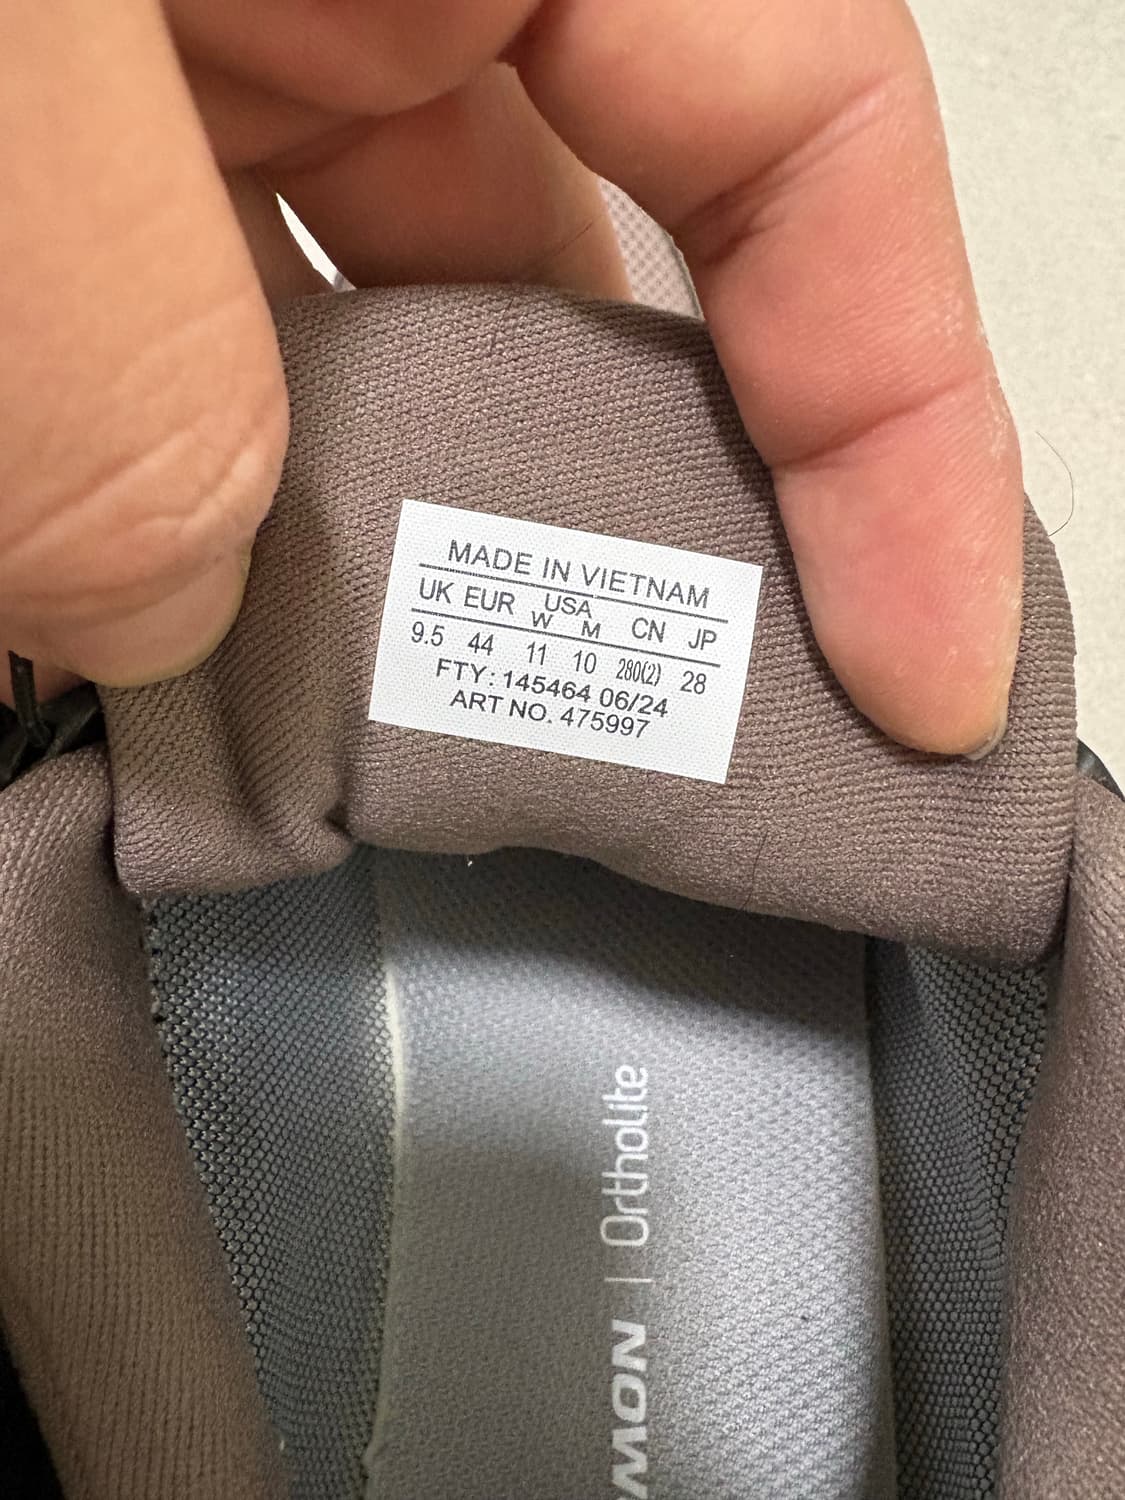 MADE IN VIETNAM
UK EUR USA CN JP
W M
9.5 44 11 10 280(2) 28
FTY: 145464 06/24
ART NO. 475997
OMON | Ortholite